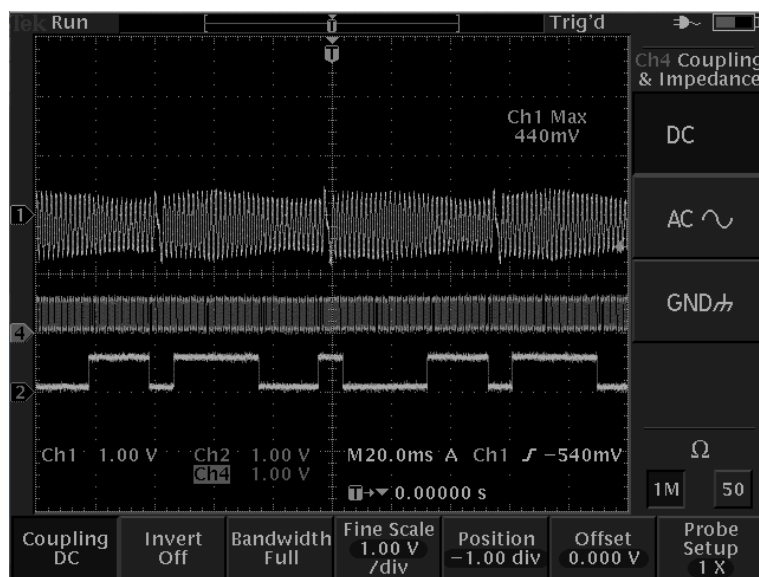 Tek Run Trig'd
T
T
Ch4 Coupling
& Impedance
Ch1 Max
440mV
DC
1
AC
GND
4
2
Ch1 1.00 V Ch2 1.00 V M20.0ms A Ch1 -540mV
Ch4 1.00 V
T 0.00000 s
Ω
1M 50
Coupling
DC
Invert
Off
Bandwidth
Full
Fine Scale
1.00 V
/div
Position
-1.00 div
Offset
0.000 V
Probe
Setup
1 X